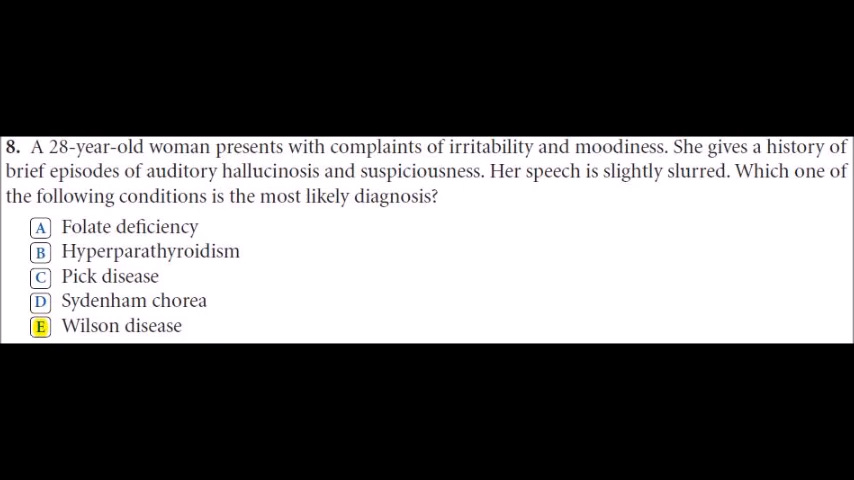 8. A 28-year-old woman presents with complaints of irritability and moodiness. She gives a history of
brief episodes of auditory hallucinosis and suspiciousness. Her speech is slightly slurred. Which one of
the following conditions is the most likely diagnosis?
A Folate deficiency
B Hyperparathyroidism
C Pick disease
D Sydenham chorea
E Wilson disease